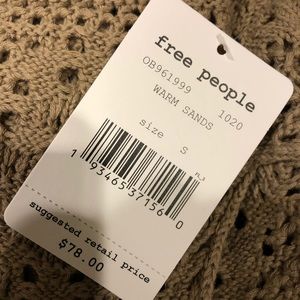 free people
OB961999 1020
WARM SANDS
size S
1 93465 37156 0
suggested retail price
$78.00